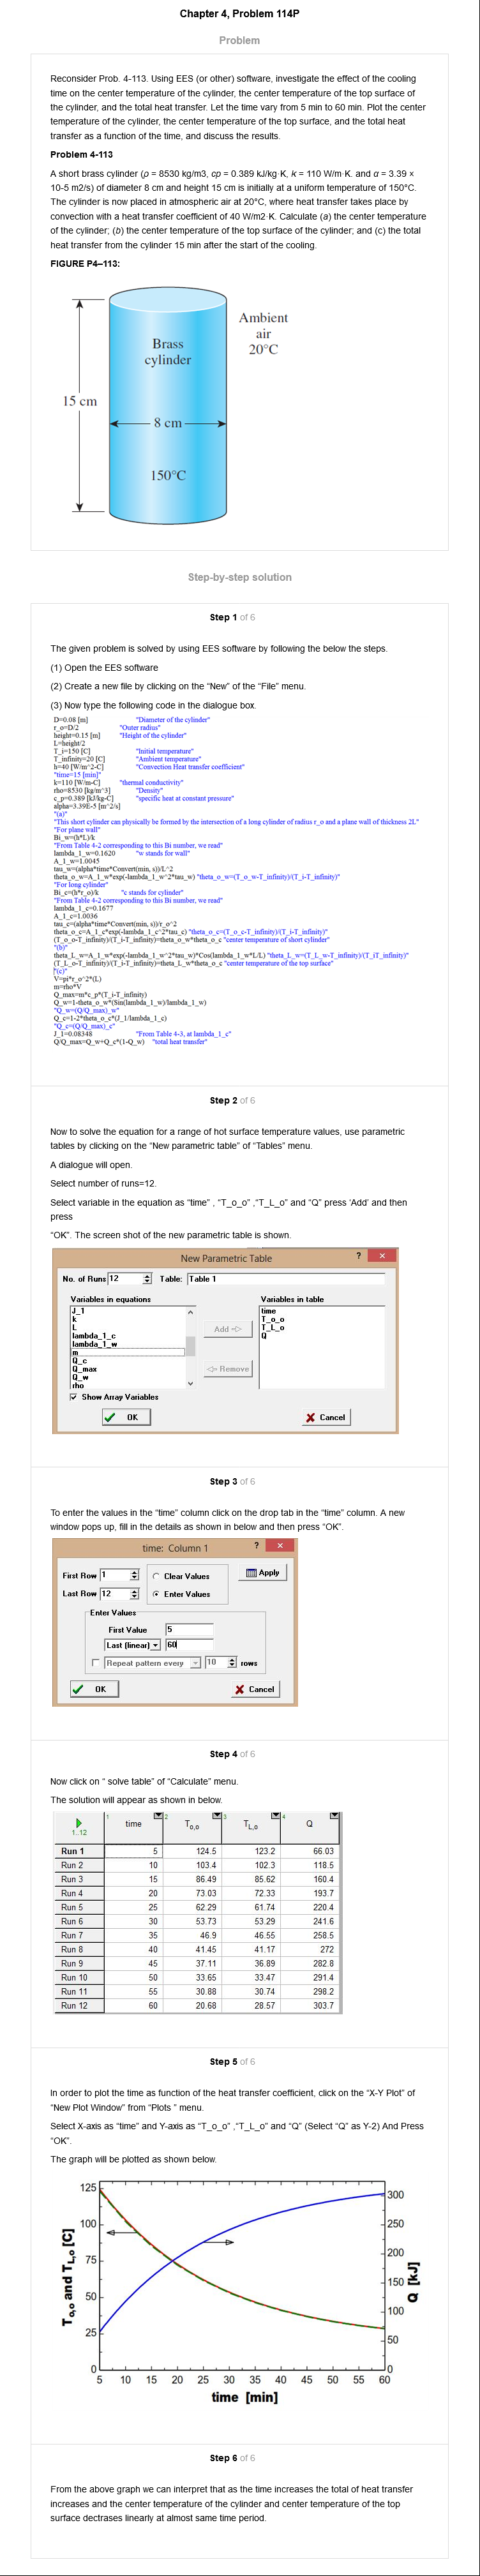 Chapter 4, Problem 114P
Problem
Reconsider Prob. 4-113. Using EES (or other) software, investigate the effect of the cooling
time on the center temperature of the cylinder, the center temperature of the top surface of
the cylinder, and the total heat transfer. Let the time vary from 5 min to 60 min. Plot the center
temperature of the cylinder, the center temperature of the top surface, and the total heat
transfer as a function of the time, and discuss the results.
Problem 4-113
A short brass cylinder (ρ = 8530 kg/m3, cp = 0.389 kJ/kg·K, k = 110 W/m·K. and α = 3.39 ×
10-5 m2/s) of diameter 8 cm and height 15 cm is initially at a uniform temperature of 150°C.
The cylinder is now placed in atmospheric air at 20°C, where heat transfer takes place by
convection with a heat transfer coefficient of 40 W/m2·K. Calculate (a) the center temperature
of the cylinder; (b) the center temperature of the top surface of the cylinder; and (c) the total
heat transfer from the cylinder 15 min after the start of the cooling.
FIGURE P4–113:
Brass
cylinder
Ambient
air
20°C
15 cm
8 cm
150°C
Step-by-step solution
Step 1 of 6
The given problem is solved by using EES software by following the below the steps.
(1) Open the EES software
(2) Create a new file by clicking on the “New” of the “File” menu.
(3) Now type the following code in the dialogue box.
D=0.08 [m] "Diameter of the cylinder"
r_o=D/2 "Outer radius"
height=0.15 [m] "Height of the cylinder"
L=height/2
T_i=150 [C] "Initial temperature"
T_infinity=20 [C] "Ambient temperature"
h=40 [W/m^2-C] "Convection Heat transfer coefficient"
"time=15 [min]"
k=110 [W/m-C] "thermal conductivity"
rho=8530 [kg/m^3] "Density"
c_p=0.389 [kJ/kg-C] "specific heat at constant pressure"
alpha=3.39E-5 [m^2/s]
"(a)"
"This short cylinder can physically be formed by the intersection of a long cylinder of radius r_o and a plane wall of thickness 2L"
"For plane wall"
Bi_w=(h*L)/k
"From Table 4-2 corresponding to this Bi number, we read"
lambda_1_w=0.1620 "w stands for wall"
A_1_w=1.0045
tau_w=(alpha*time*Convert(min, s))/L^2
theta_o_w=A_1_w*exp(-lambda_1_w^2*tau_w) "theta_o_w=(T_o_w-T_infinity)/(T_i-T_infinity)"
"For long cylinder"
Bi_c=(h*r_o)/k "c stands for cylinder"
"From Table 4-2 corresponding to this Bi number, we read"
lambda_1_c=0.1677
A_1_c=1.0036
tau_c=(alpha*time*Convert(min, s))/r_o^2
theta_o_c=A_1_c*exp(-lambda_1_c^2*tau_c) "theta_o_c=(T_o_c-T_infinity)/(T_i-T_infinity)"
(T_o_o-T_infinity)/(T_i-T_infinity)=theta_o_w*theta_o_c "center temperature of short cylinder"
"(b)"
theta_L_w=A_1_w*exp(-lambda_1_w^2*tau_w)*Cos(lambda_1_w*L/L) "theta_L_w=(T_L_w-T_infinity)/(T_iT_infinity)"
(T_L_o-T_infinity)/(T_i-T_infinity)=theta_L_w*theta_o_c "center temperature of the top surface"
"(c)"
V=pi*r_o^2*(L)
m=rho*V
Q_max=m*c_p*(T_i-T_infinity)
Q_w=1-theta_o_w*(Sin(lambda_1_w)/lambda_1_w)
"Q_w=(Q/Q_max)_w"
Q_c=1-2*theta_o_c*(J_1/lambda_1_c)
"Q_c=(Q/Q_max)_c"
J_1=0.08348 "From Table 4-3, at lambda_1_c"
Q/Q_max=Q_w+Q_c*(1-Q_w) "total heat transfer"
Step 2 of 6
Now to solve the equation for a range of hot surface temperature values, use parametric
tables by clicking on the “New parametric table” of “Tables” menu.
A dialogue will open.
Select number of runs=12.
Select variable in the equation as “time” , “T_o_o” ,“T_L_o” and “Q” press ‘Add’ and then
press
“OK”. The screen shot of the new parametric table is shown.
New Parametric Table ? ×
No. of Runs 12 Table: Table 1
Variables in equations Variables in table
J_1
k
L
lambda_1_c
lambda_1_w
m
Q_c
Q_max
Q_w
rho
Add
Remove
time
T_o_o
T_L_o
Q
Show Array Variables
OK Cancel
Step 3 of 6
To enter the values in the “time” column click on the drop tab in the “time” column. A new
window pops up, fill in the details as shown in below and then press “OK”.
time: Column 1 ? ×
First Row 1 Clear Values Apply
Last Row 12 Enter Values
Enter Values
First Value 5
Last (linear) 60
Repeat pattern every 10 rows
OK Cancel
Step 4 of 6
Now click on “ solve table” of “Calculate” menu.
The solution will appear as shown in below.
1..12 1 time 2 To,o 3 TL,o 4 Q
Run 1 5 124.5 123.2 66.03
Run 2 10 103.4 102.3 118.5
Run 3 15 86.49 85.62 160.4
Run 4 20 73.03 72.33 193.7
Run 5 25 62.29 61.74 220.4
Run 6 30 53.73 53.29 241.6
Run 7 35 46.9 46.55 258.5
Run 8 40 41.45 41.17 272
Run 9 45 37.11 36.89 282.8
Run 10 50 33.65 33.47 291.4
Run 11 55 30.88 30.74 298.2
Run 12 60 20.68 28.57 303.7
Step 5 of 6
In order to plot the time as function of the heat transfer coefficient, click on the “X-Y Plot” of
“New Plot Window” from “Plots ” menu.
Select X-axis as “time” and Y-axis as “T_o_o” ,“T_L_o” and “Q” (Select “Q” as Y-2) And Press
“OK”.
The graph will be plotted as shown below.
To,o and TL,o [C]
125
100
75
50
25
0
300
250
200
150
100
50
0
Q [kJ]
5 10 15 20 25 30 35 40 45 50 55 60
time [min]
Step 6 of 6
From the above graph we can interpret that as the time increases the total of heat transfer
increases and the center temperature of the cylinder and center temperature of the top
surface dectrases linearly at almost same time period.